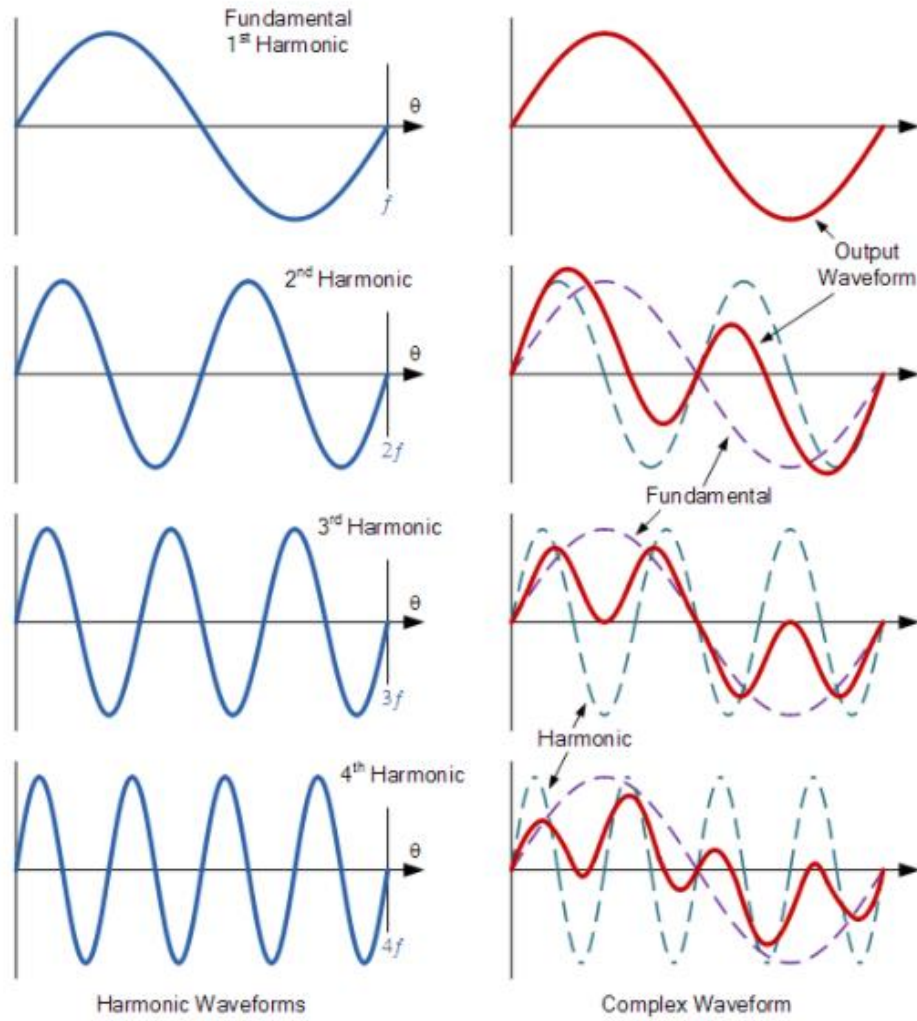 Fundamental
1st Harmonic
θ
f
Output
Waveform
2nd Harmonic
θ
2f
Fundamental
3rd Harmonic
θ
3f
Harmonic
4th Harmonic
θ
4f
Harmonic Waveforms
Complex Waveform